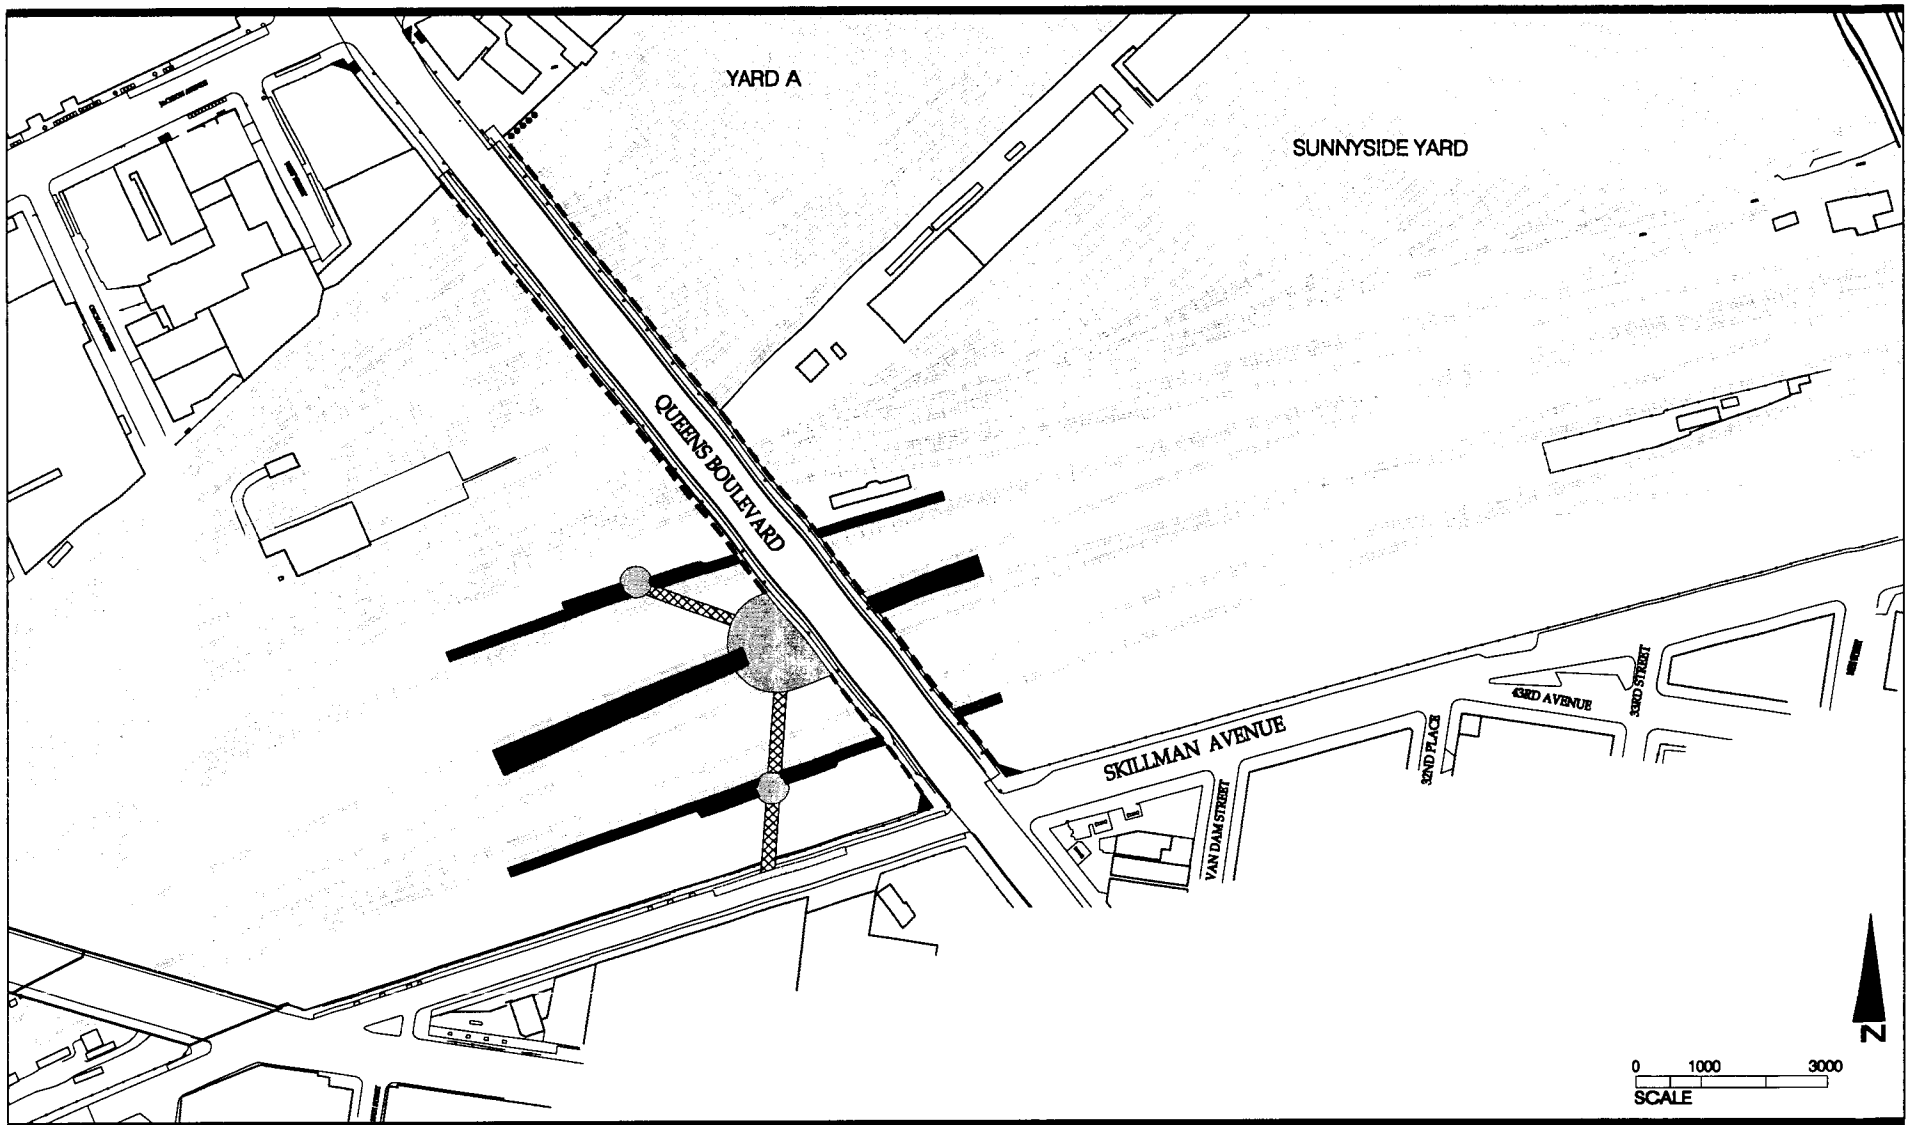 YARD A
SUNNYSIDE YARD
QUEENS BOULEVARD
SKILLMAN AVENUE
43RD AVENUE
33RD STREET
32ND PLACE
VAN DAM STREET
N
0 1000 3000
SCALE